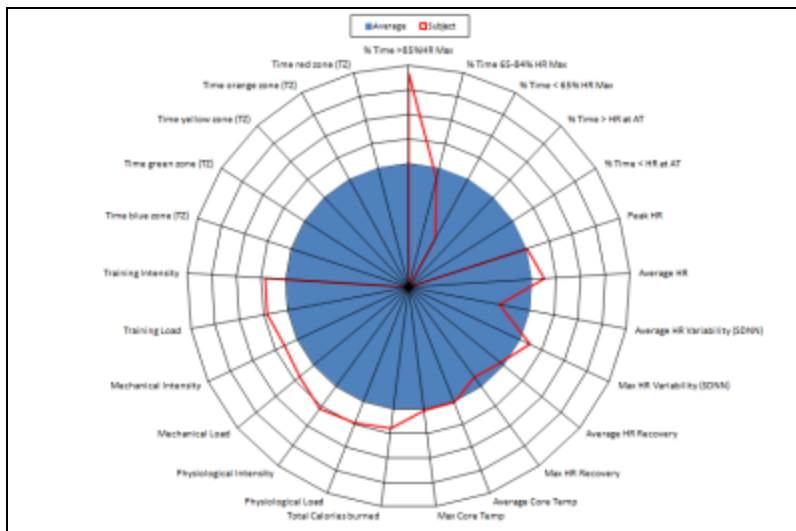 Average Subject
% Time >85%HR Max
% Time 65-84% HR Max
% Time < 65% HR Max
% Time > HR at AT
% Time < HR at AT
Peak HR
Average HR
Average HR Variability (SDNN)
Max HR Variability (SDNN)
Average HR Recovery
Max HR Recovery
Average Core Temp
Max Core Temp
Total Calories burned
Physiological Load
Physiological Intensity
Mechanical Load
Mechanical Intensity
Training Load
Training Intensity
Time blue zone (TZ)
Time green zone (TZ)
Time yellow zone (TZ)
Time orange zone (TZ)
Time red zone (TZ)